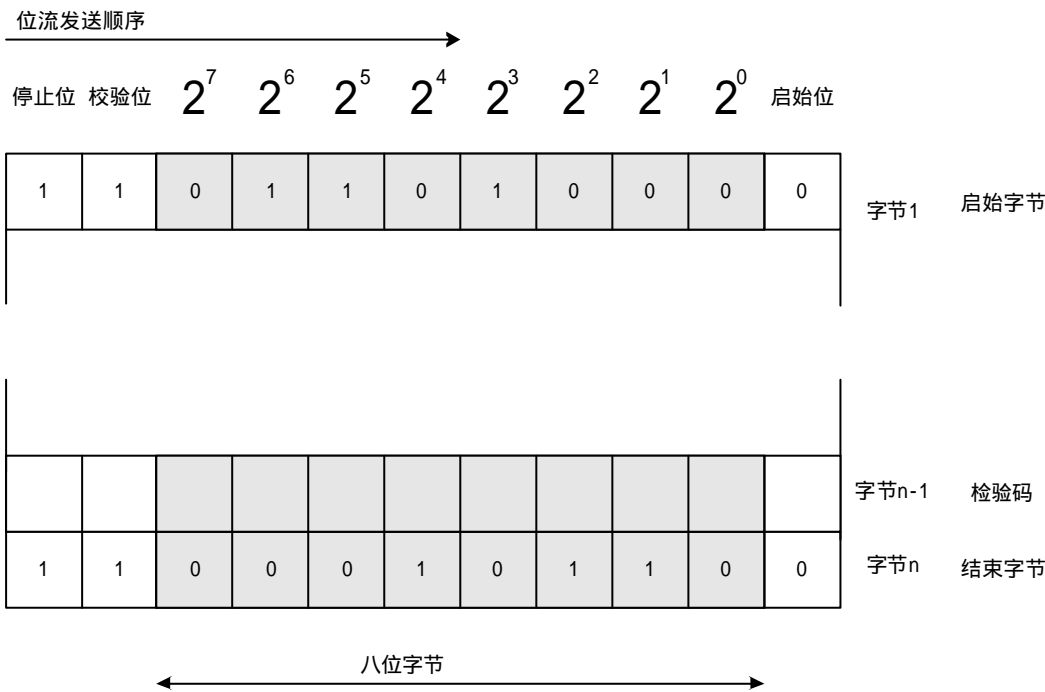 位流发送顺序
停止位 校验位 2^7 2^6 2^5 2^4 2^3 2^2 2^1 2^0 启始位
1 1 0 1 1 0 1 0 0 0 0 字节1 启始字节
字节n-1 检验码
1 1 0 0 0 1 0 1 1 0 0 字节n 结束字节
八位字节